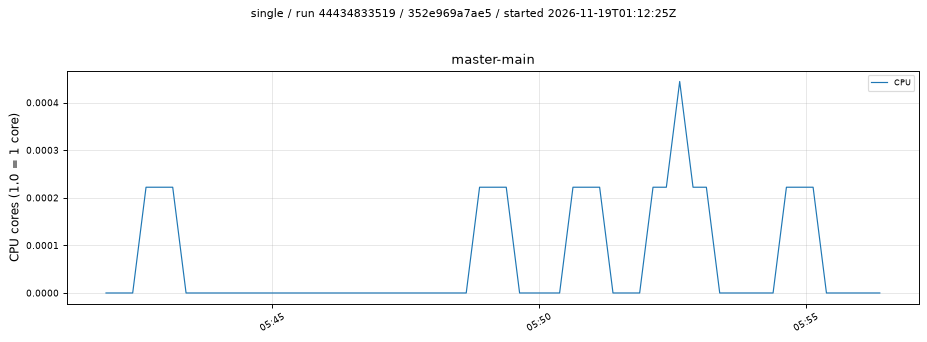 single / run 44434833519 / 352e969a7ae5 / started 2026-11-19T01:12:25Z
master-main
CPU
CPU cores (1.0 = 1 core)
0.0004
0.0003
0.0002
0.0001
0.0000
05:45
05:50
05:55